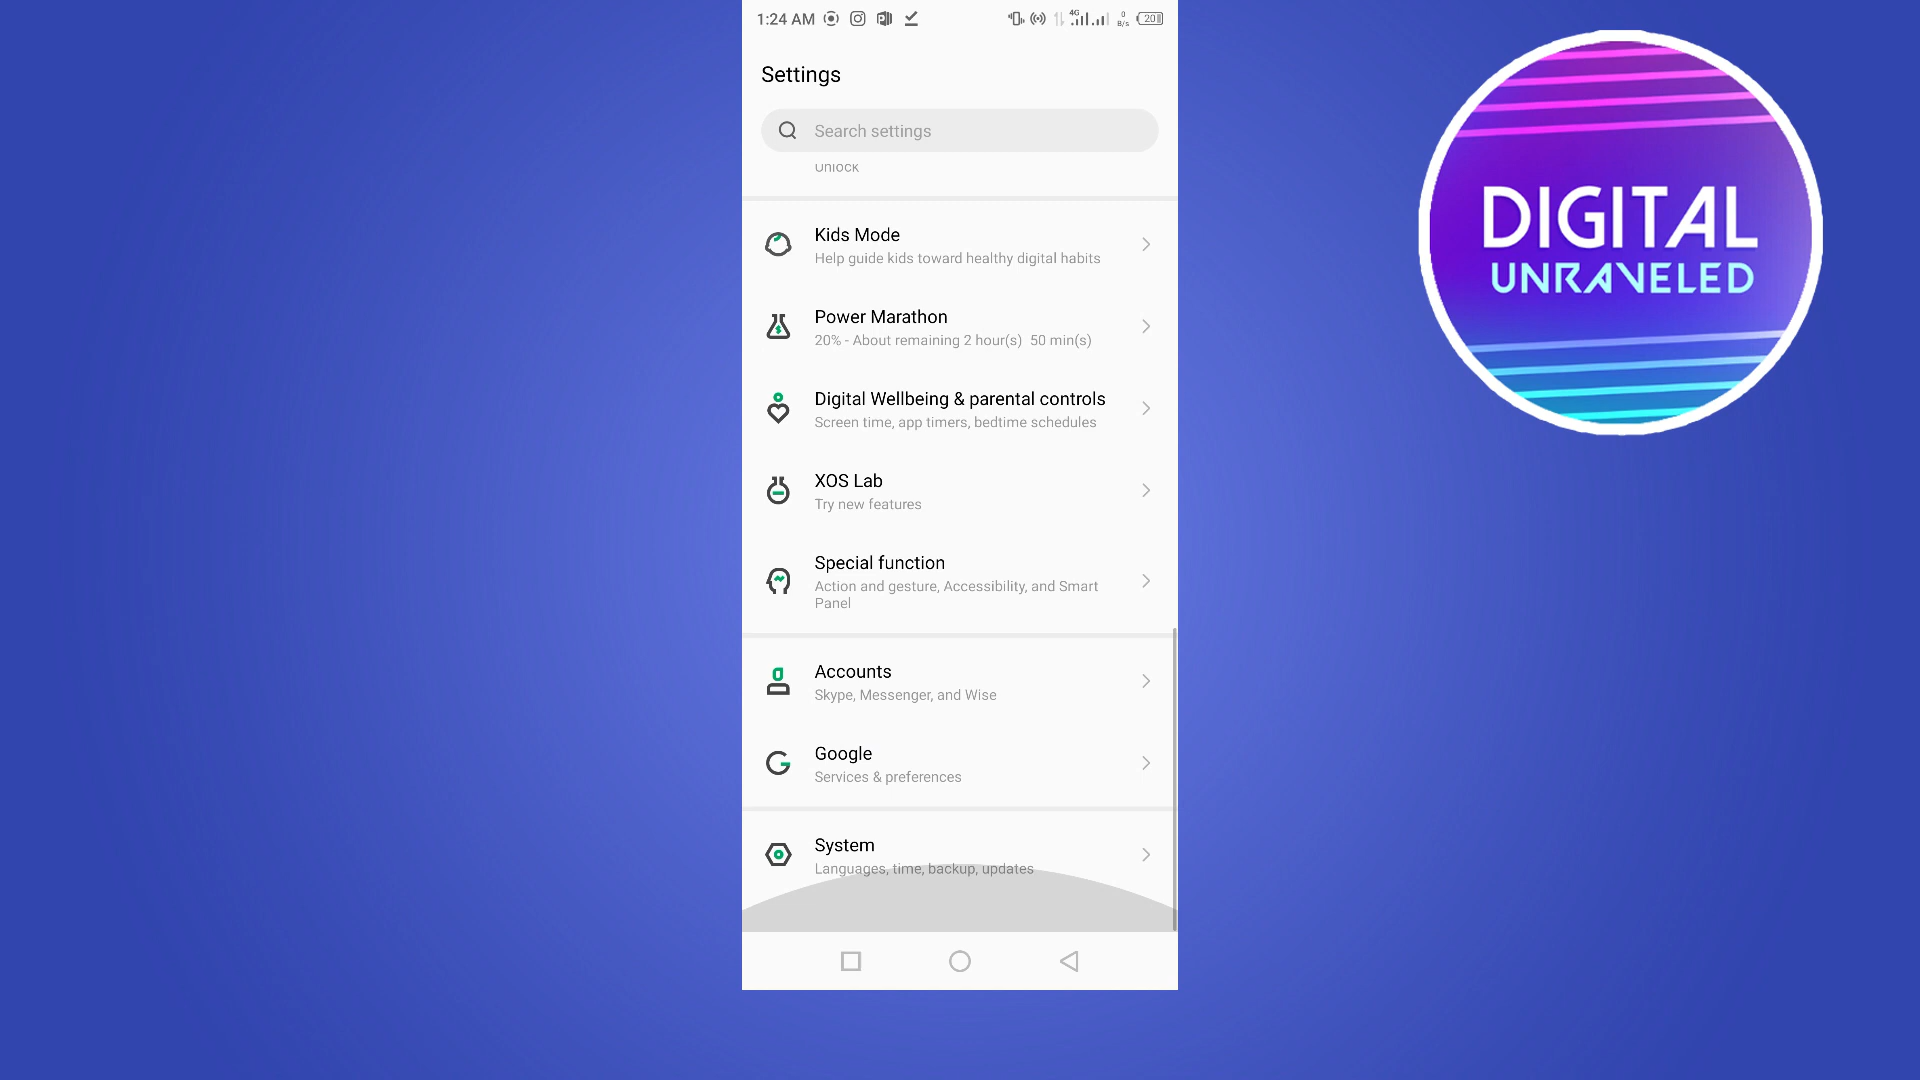 1:24 AM
4G
0
B/s
20
Settings
Search settings
Unlock
Kids Mode
Help guide kids toward healthy digital habits
Power Marathon
20% - About remaining 2 hour(s) 50 min(s)
Digital Wellbeing & parental controls
Screen time, app timers, bedtime schedules
XOS Lab
Try new features
Special function
Action and gesture, Accessibility, and Smart
Panel
Accounts
Skype, Messenger, and Wise
Google
Services & preferences
System
Languages, time, backup, updates
DIGITAL
UNRAVELED